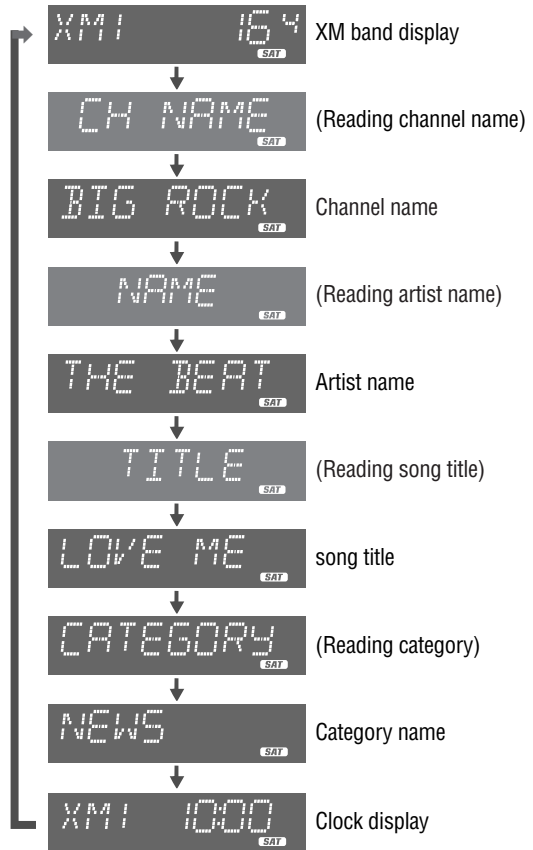 XM1 164 SAT XM band display
CH NAME SAT (Reading channel name)
BIG ROCK SAT Channel name
NAME SAT (Reading artist name)
THE BEAT SAT Artist name
TITLE SAT (Reading song title)
LOVE ME SAT song title
CATEGORY SAT (Reading category)
NEWS SAT Category name
XM1 10:00 SAT Clock display